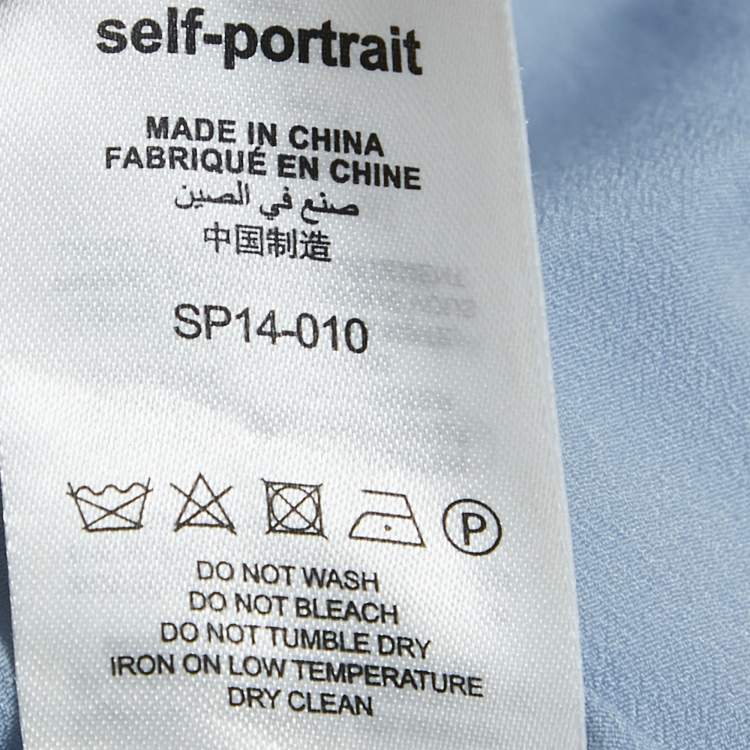 self-portrait
MADE IN CHINA
FABRIQUÉ EN CHINE
صنع في الصين
中国制造
SP14-010
P
DO NOT WASH
DO NOT BLEACH
DO NOT TUMBLE DRY
IRON ON LOW TEMPERATURE
DRY CLEAN